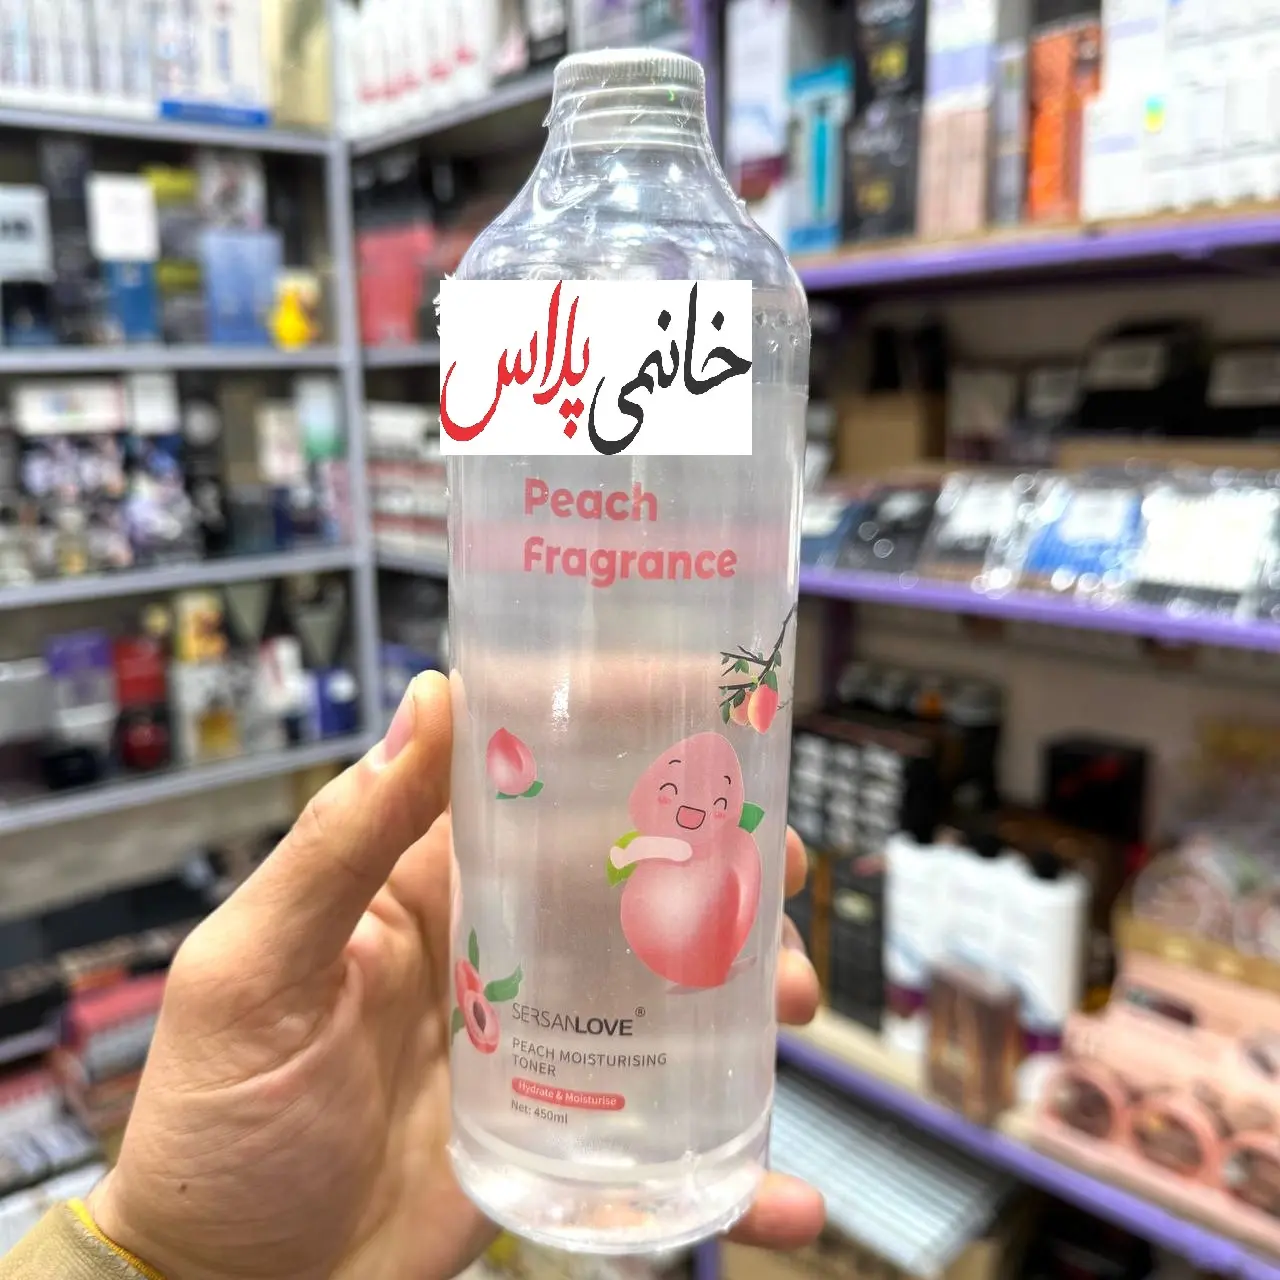 خانمی پلاس
Peach
Fragrance
SERSANLOVE®
PEACH MOISTURISING
TONER
Hydrate & Moisturise
Net: 450ml